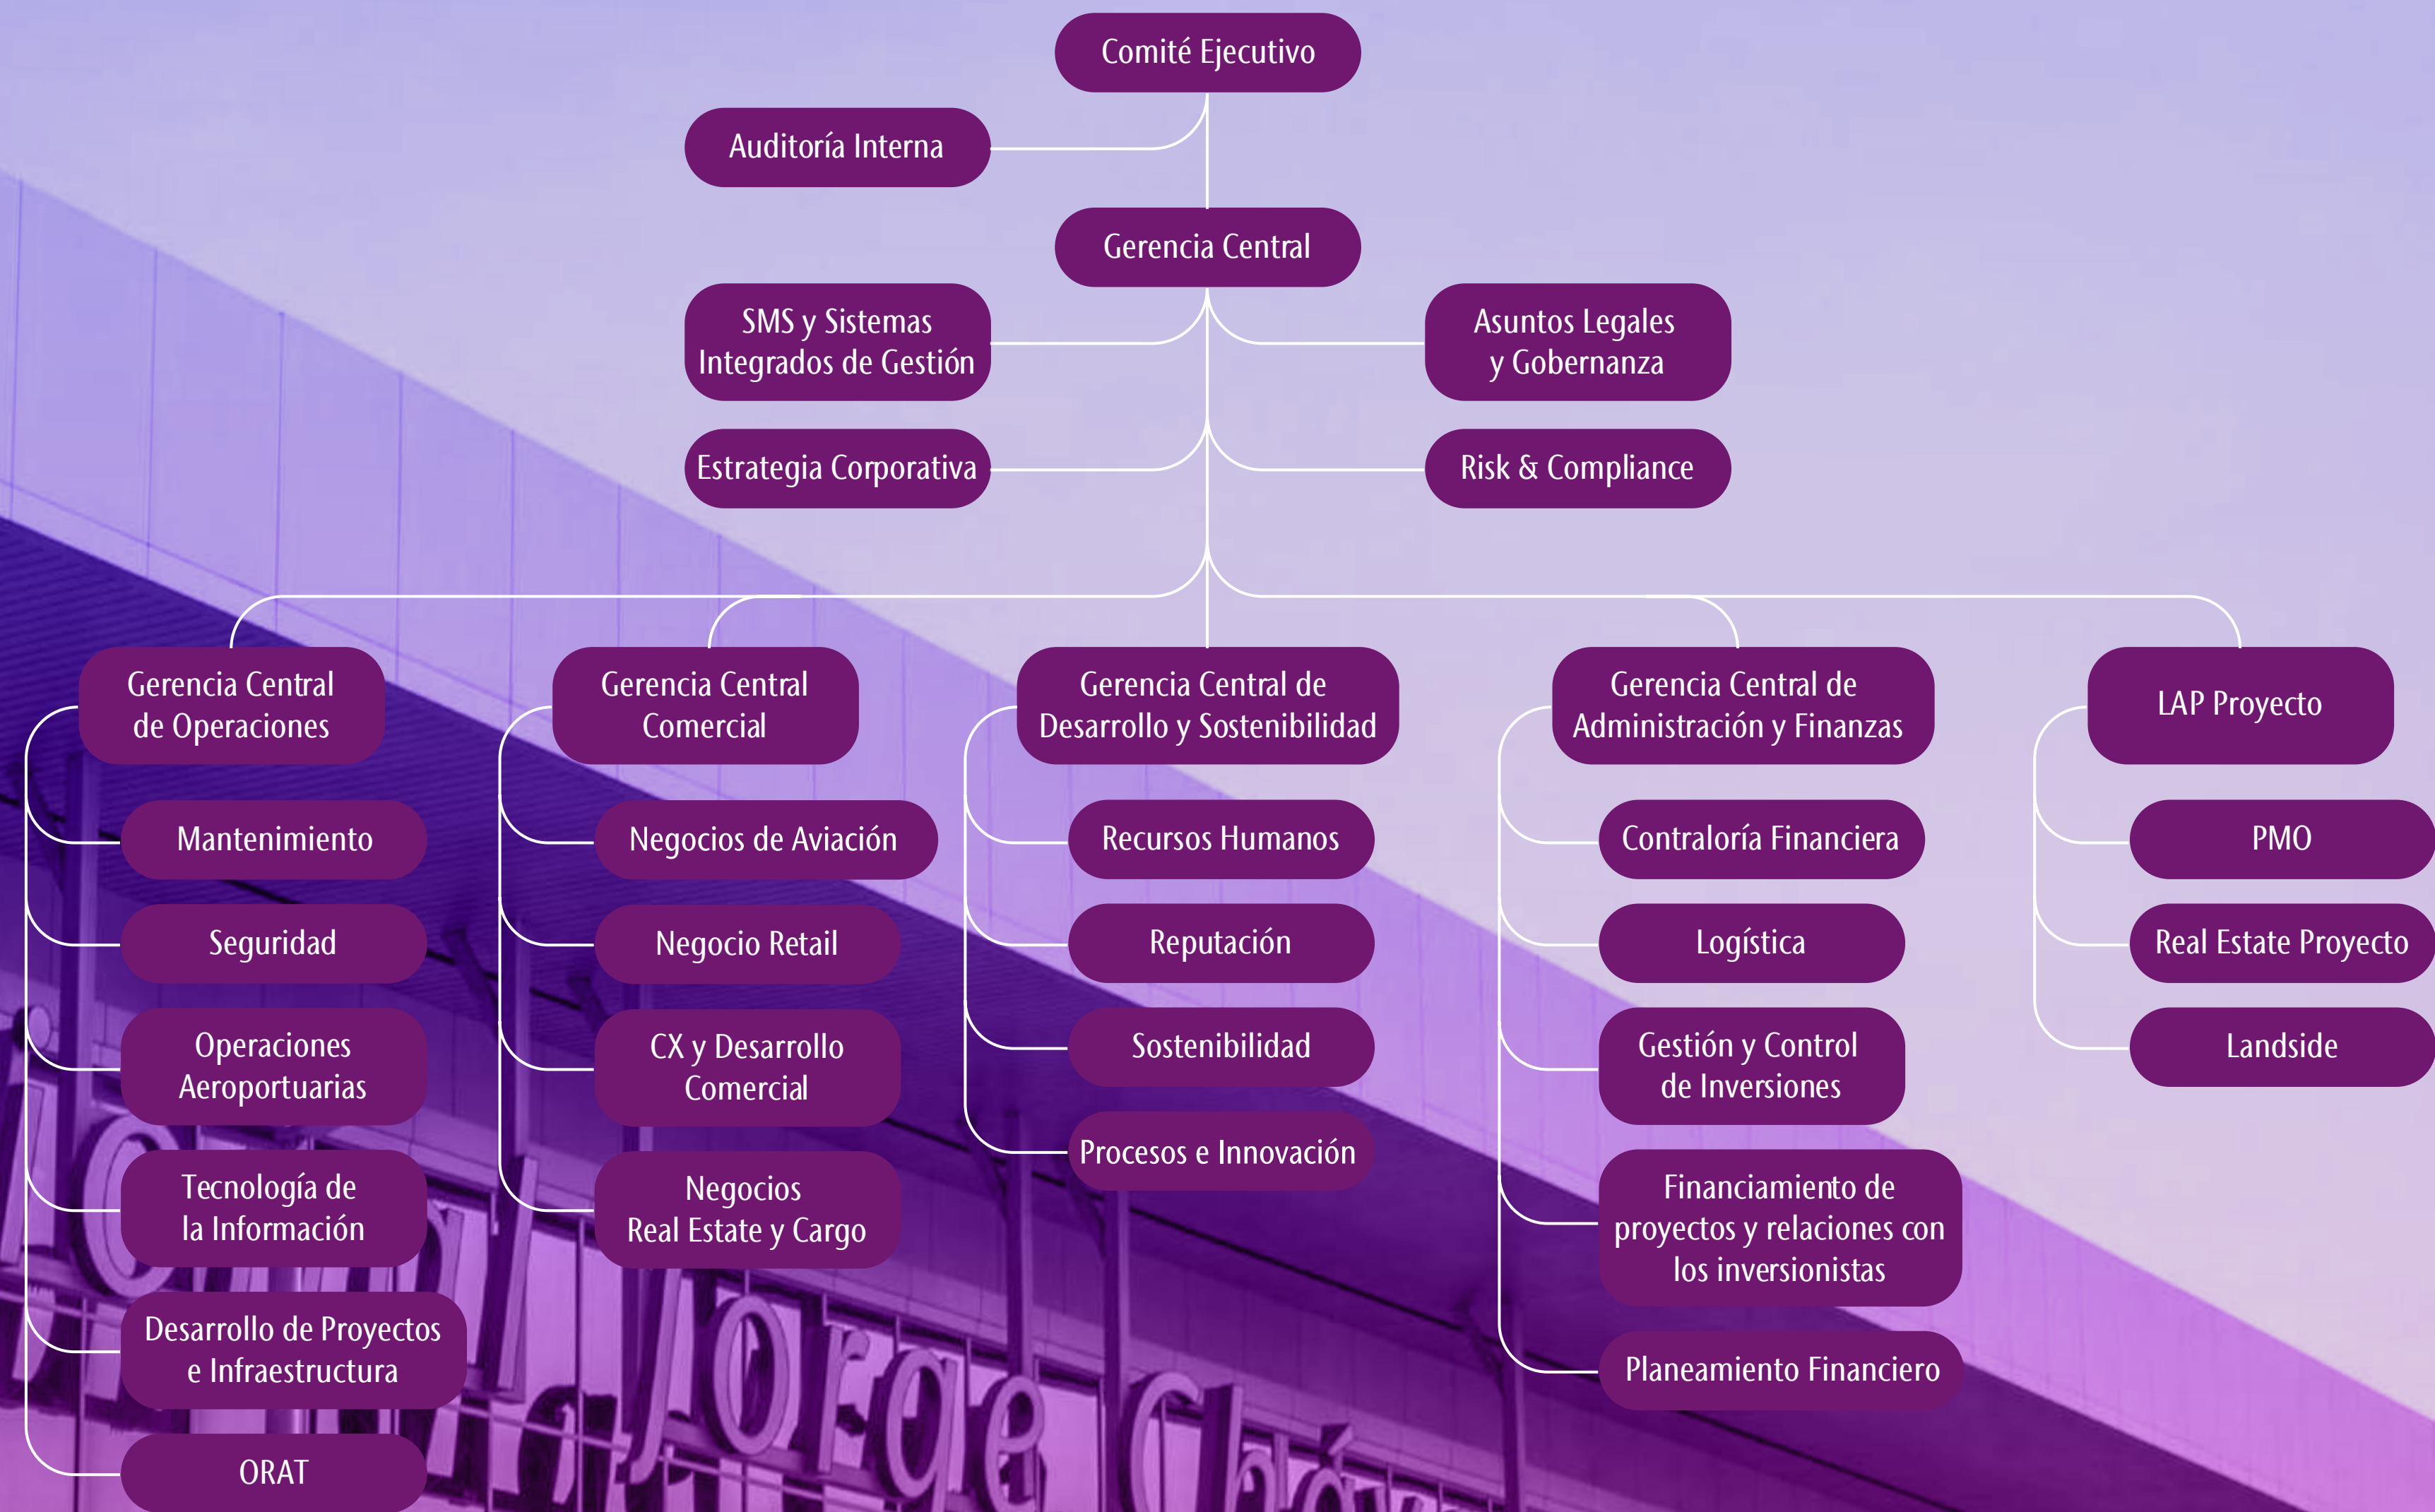 Comité Ejecutivo
Auditoría Interna
Gerencia Central
SMS y Sistemas
Integrados de Gestión
Asuntos Legales
y Gobernanza
Estrategia Corporativa
Risk & Compliance
Gerencia Central
de Operaciones
Mantenimiento
Seguridad
Operaciones
Aeroportuarias
Tecnología de
la Información
Desarrollo de Proyectos
e Infraestructura
ORAT
Gerencia Central
Comercial
Negocios de Aviación
Negocio Retail
CX y Desarrollo
Comercial
Negocios
Real Estate y Cargo
Gerencia Central de
Desarrollo y Sostenibilidad
Recursos Humanos
Reputación
Sostenibilidad
Procesos e Innovación
Gerencia Central de
Administración y Finanzas
Contraloría Financiera
Logística
Gestión y Control
de Inversiones
Financiamiento de
proyectos y relaciones con
los inversionistas
Planeamiento Financiero
LAP Proyecto
PMO
Real Estate Proyecto
Landside
Jorge